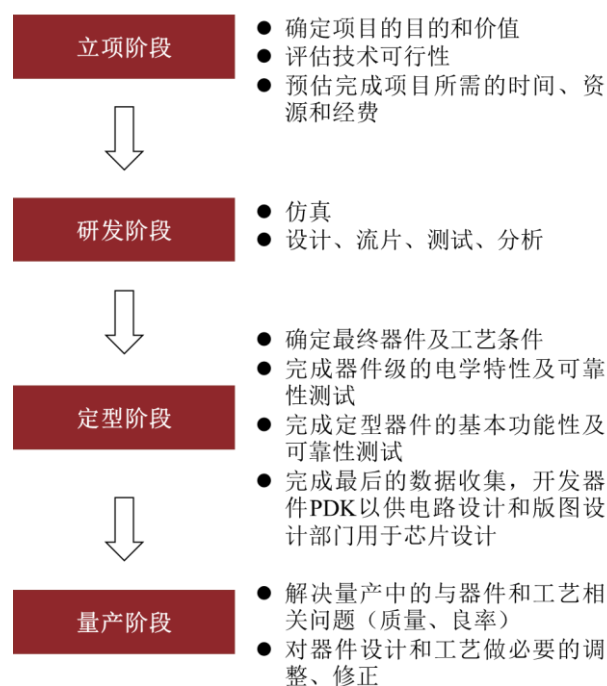 立项阶段
● 确定项目的目的和价值
● 评估技术可行性
● 预估完成项目所需的时间、资
源和经费
研发阶段
● 仿真
● 设计、流片、测试、分析
定型阶段
● 确定最终器件及工艺条件
● 完成器件级的电学特性及可靠
性测试
● 完成定型器件的基本功能性及
可靠性测试
● 完成最后的数据收集，开发器
件PDK以供电路设计和版图设
计部门用于芯片设计
量产阶段
● 解决量产中的与器件和工艺相
关问题（质量、良率）
● 对器件设计和工艺做必要的调
整、修正